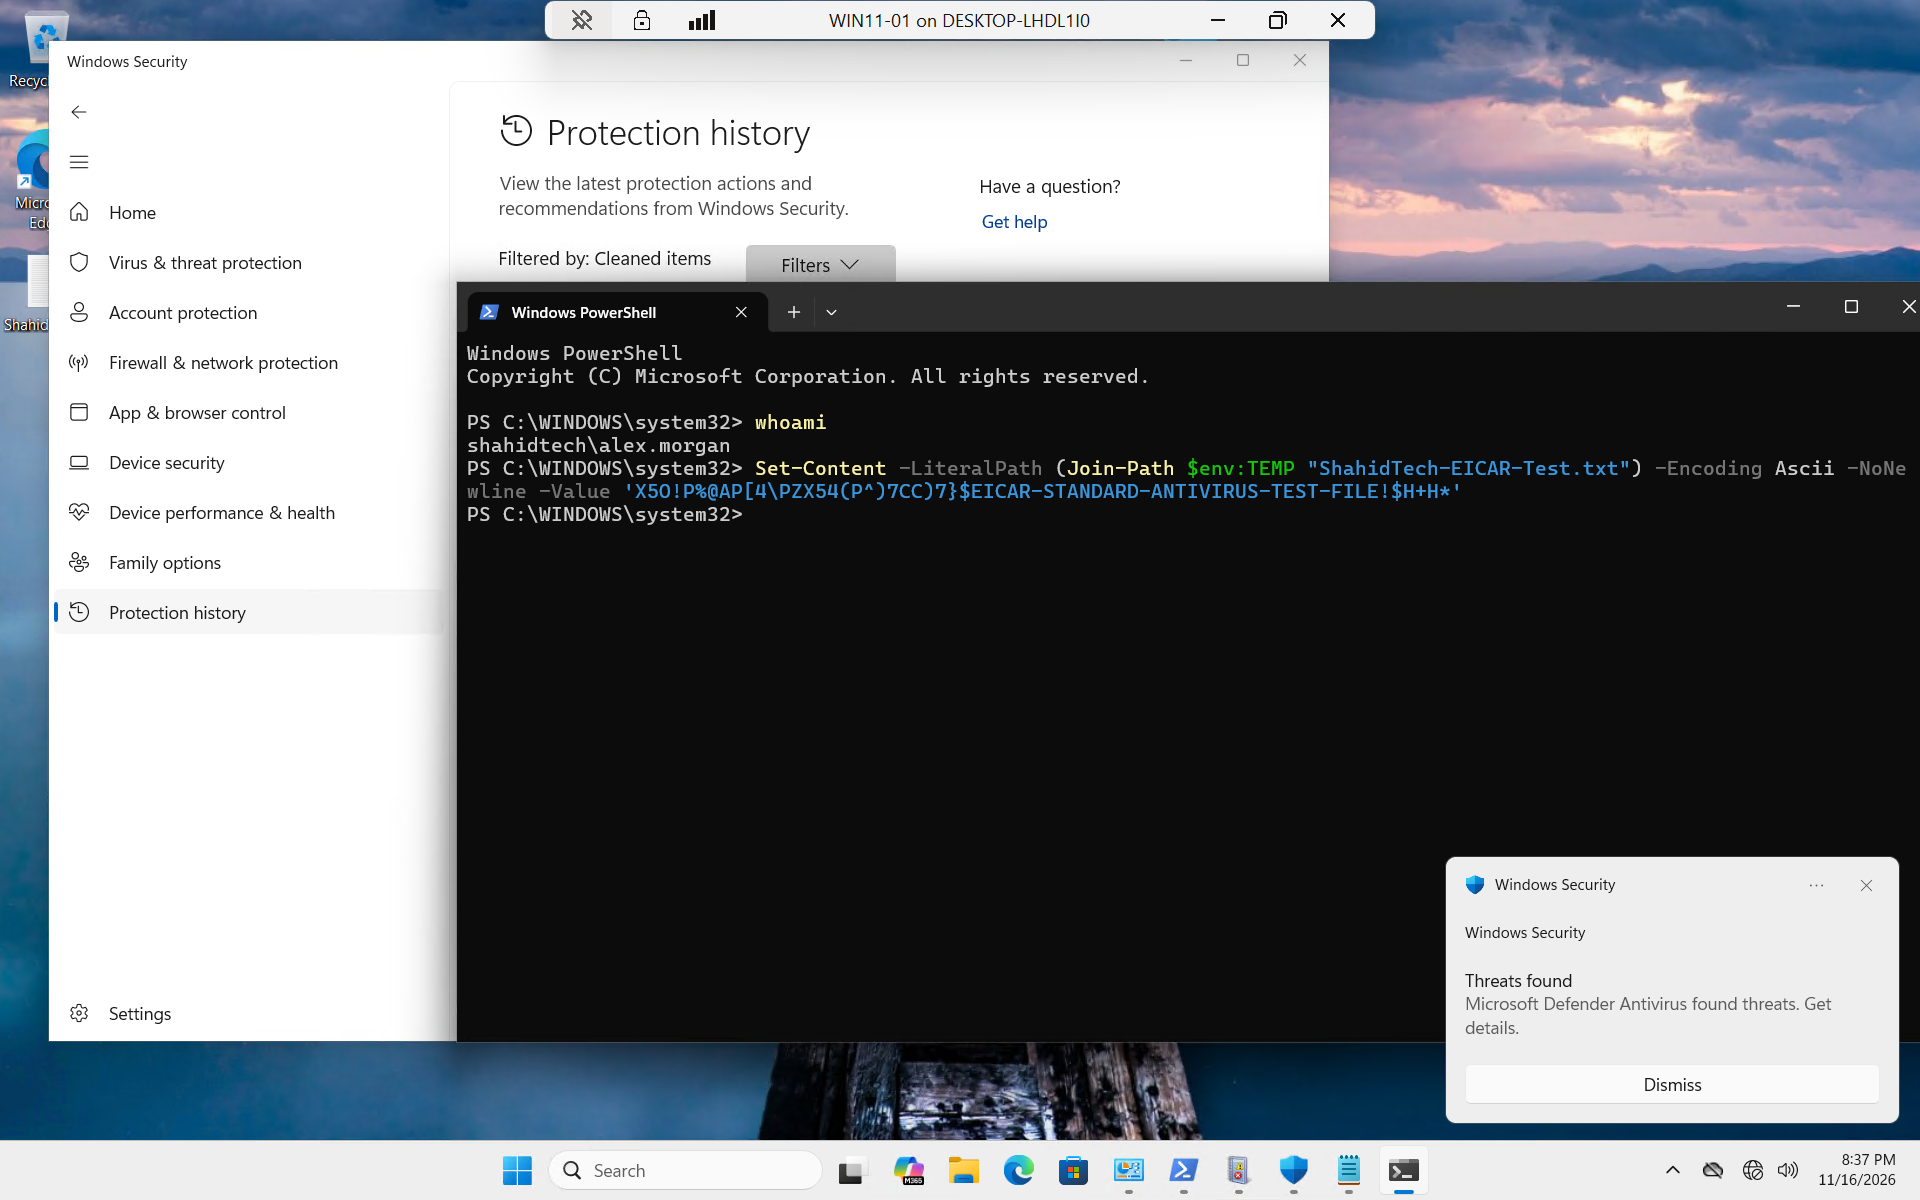 WIN11-01 on DESKTOP-LHDL1I0
Windows Security
Home
Virus & threat protection
Account protection
Firewall & network protection
App & browser control
Device security
Device performance & health
Family options
Protection history
Settings
Protection history
View the latest protection actions and
recommendations from Windows Security.
Filtered by: Cleaned items
Filters
Have a question?
Get help
Windows PowerShell
Windows PowerShell
Copyright (C) Microsoft Corporation. All rights reserved.
PS C:\WINDOWS\system32> whoami
shahidtech\alex.morgan
PS C:\WINDOWS\system32> Set-Content -LiteralPath (Join-Path $env:TEMP "ShahidTech-EICAR-Test.txt") -Encoding Ascii -NoNe
wline -Value 'X5O!P%@AP[4\PZX54(P^)7CC)7}$EICAR-STANDARD-ANTIVIRUS-TEST-FILE!$H+H*'
PS C:\WINDOWS\system32>
Windows Security
Windows Security
Threats found
Microsoft Defender Antivirus found threats. Get
details.
Dismiss
Search
M365
8:37 PM
11/16/2026